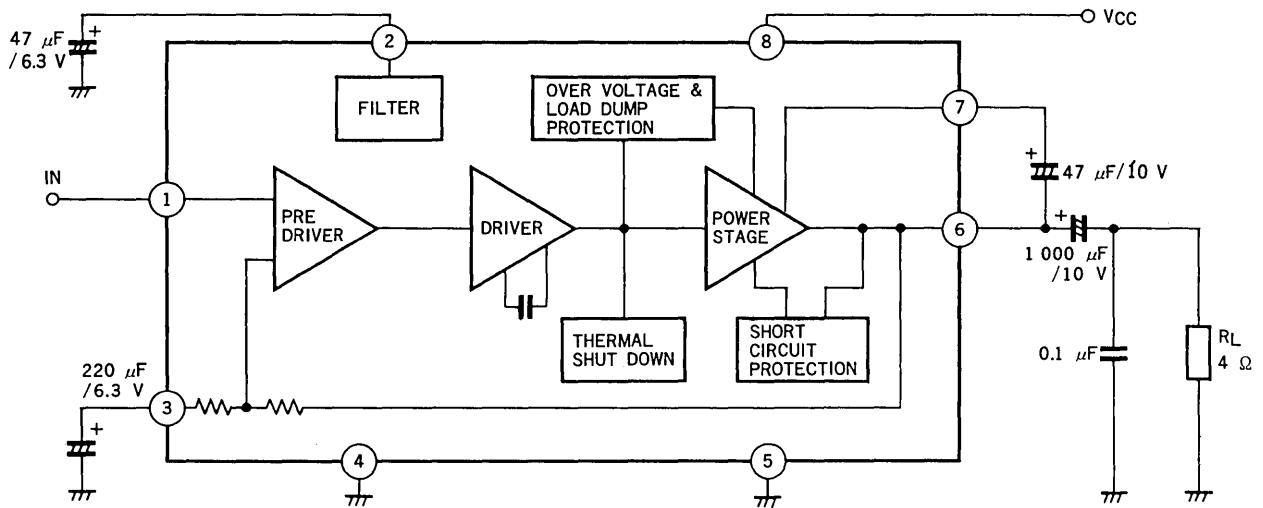 47 μF
/6.3 V
+
2
8
VCC
FILTER
OVER VOLTAGE &
LOAD DUMP
PROTECTION
7
+
47 μF/10 V
IN
1
PRE
DRIVER
DRIVER
POWER
STAGE
6
+
1 000 μF
/10 V
THERMAL
SHUT DOWN
SHORT
CIRCUIT
PROTECTION
0.1 μF
RL
4 Ω
220 μF
/6.3 V
+
3
4
5